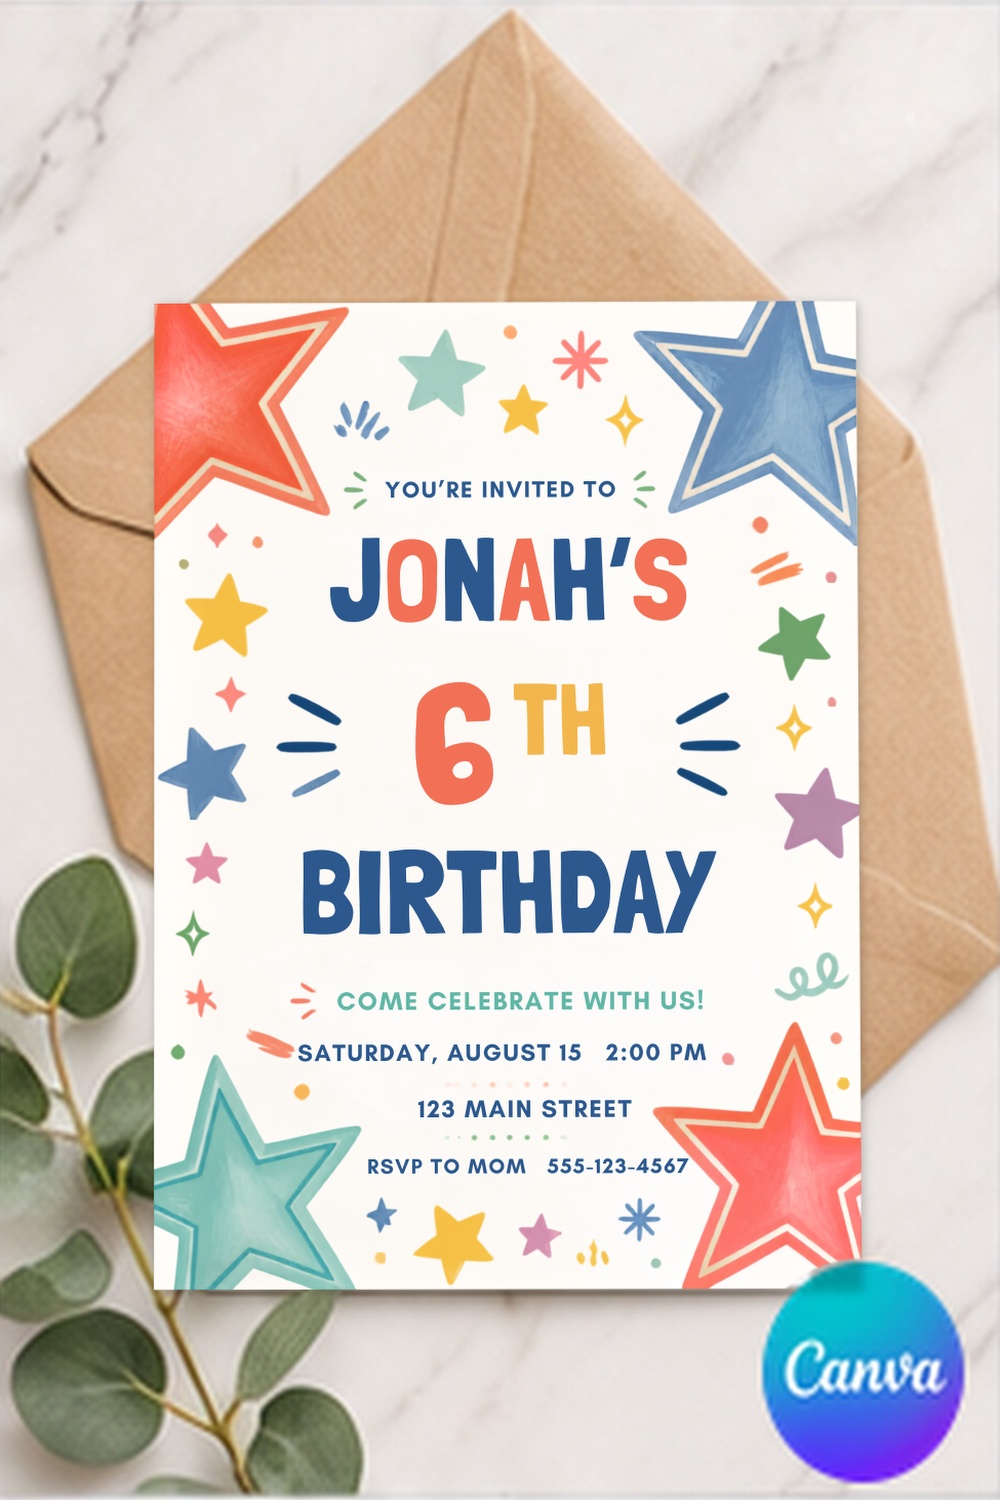 YOU'RE INVITED TO
JONAH'S
6TH
BIRTHDAY
COME CELEBRATE WITH US!
SATURDAY, AUGUST 15 2:00 PM
123 MAIN STREET
RSVP TO MOM 555-123-4567
Canva